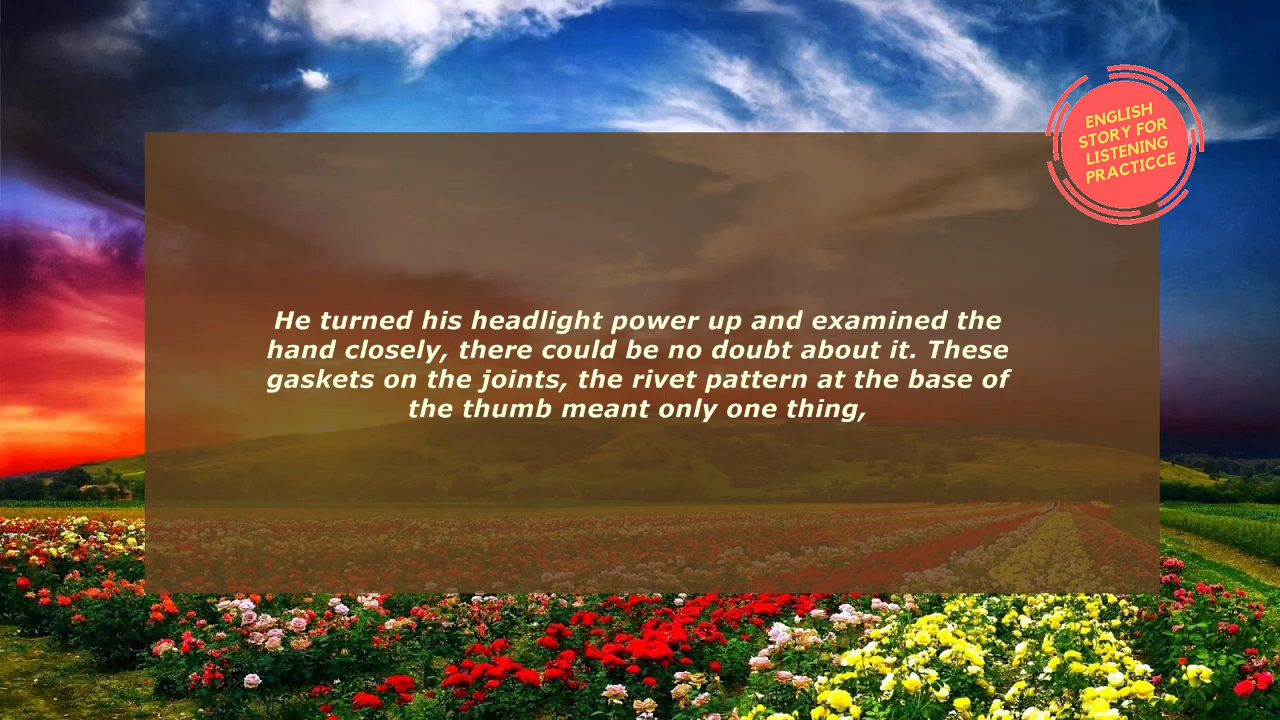 ENGLISH
STORY FOR
LISTENING
PRACTICCE
He turned his headlight power up and examined the
hand closely, there could be no doubt about it. These
gaskets on the joints, the rivet pattern at the base of
the thumb meant only one thing,